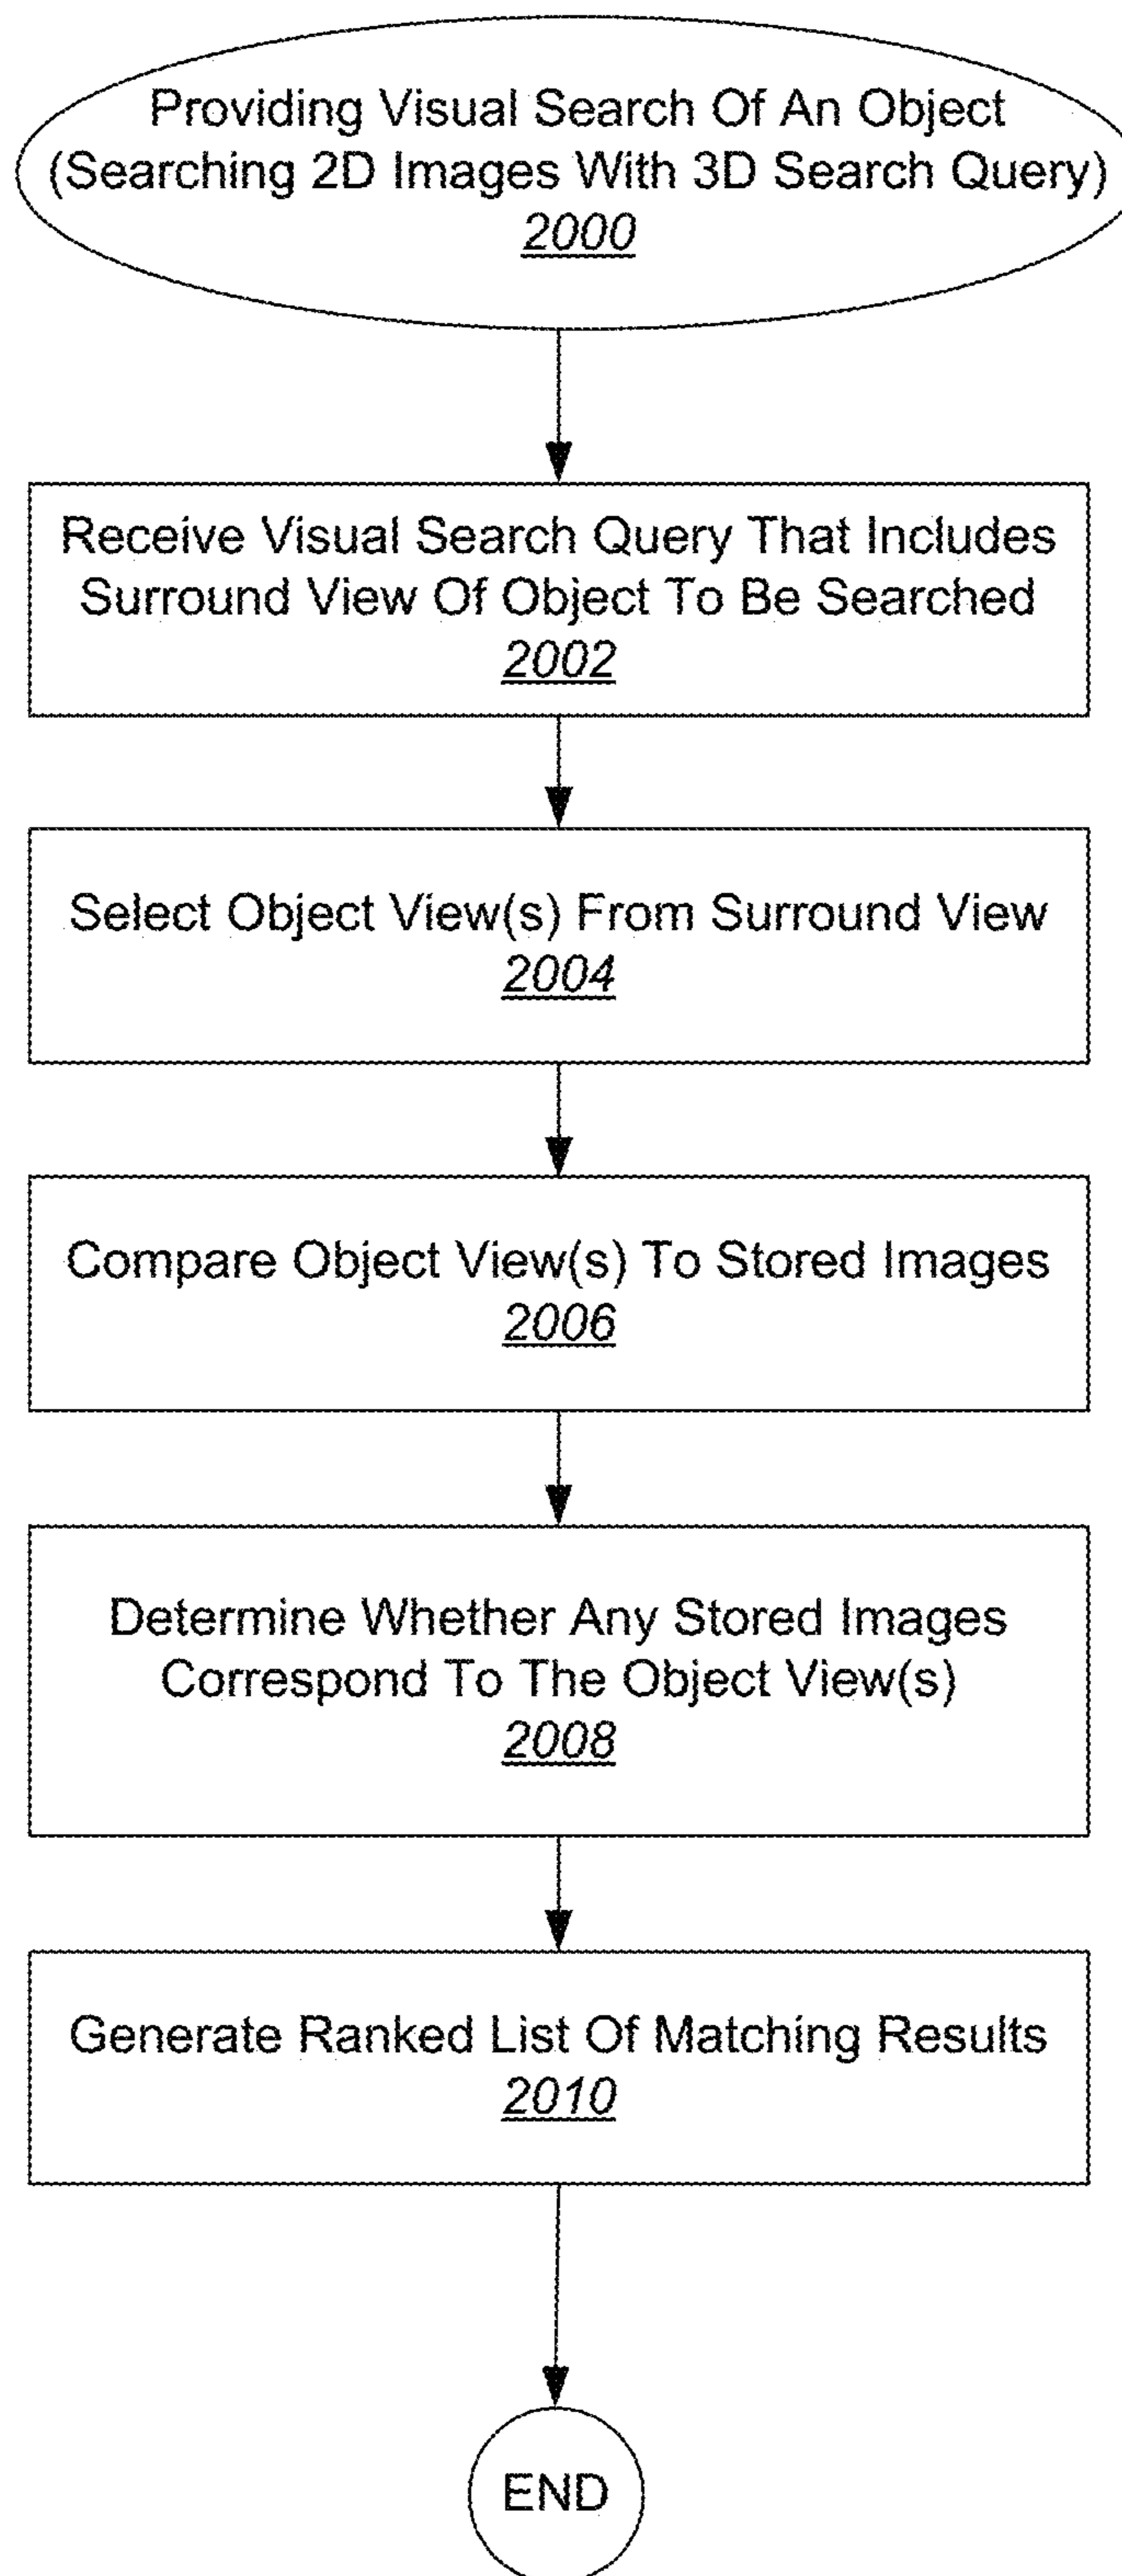 Providing Visual Search Of An Object
(Searching 2D Images With 3D Search Query)
2000
Receive Visual Search Query That Includes
Surround View Of Object To Be Searched
2002
Select Object View(s) From Surround View
2004
Compare Object View(s) To Stored Images
2006
Determine Whether Any Stored Images
Correspond To The Object View(s)
2008
Generate Ranked List Of Matching Results
2010
END